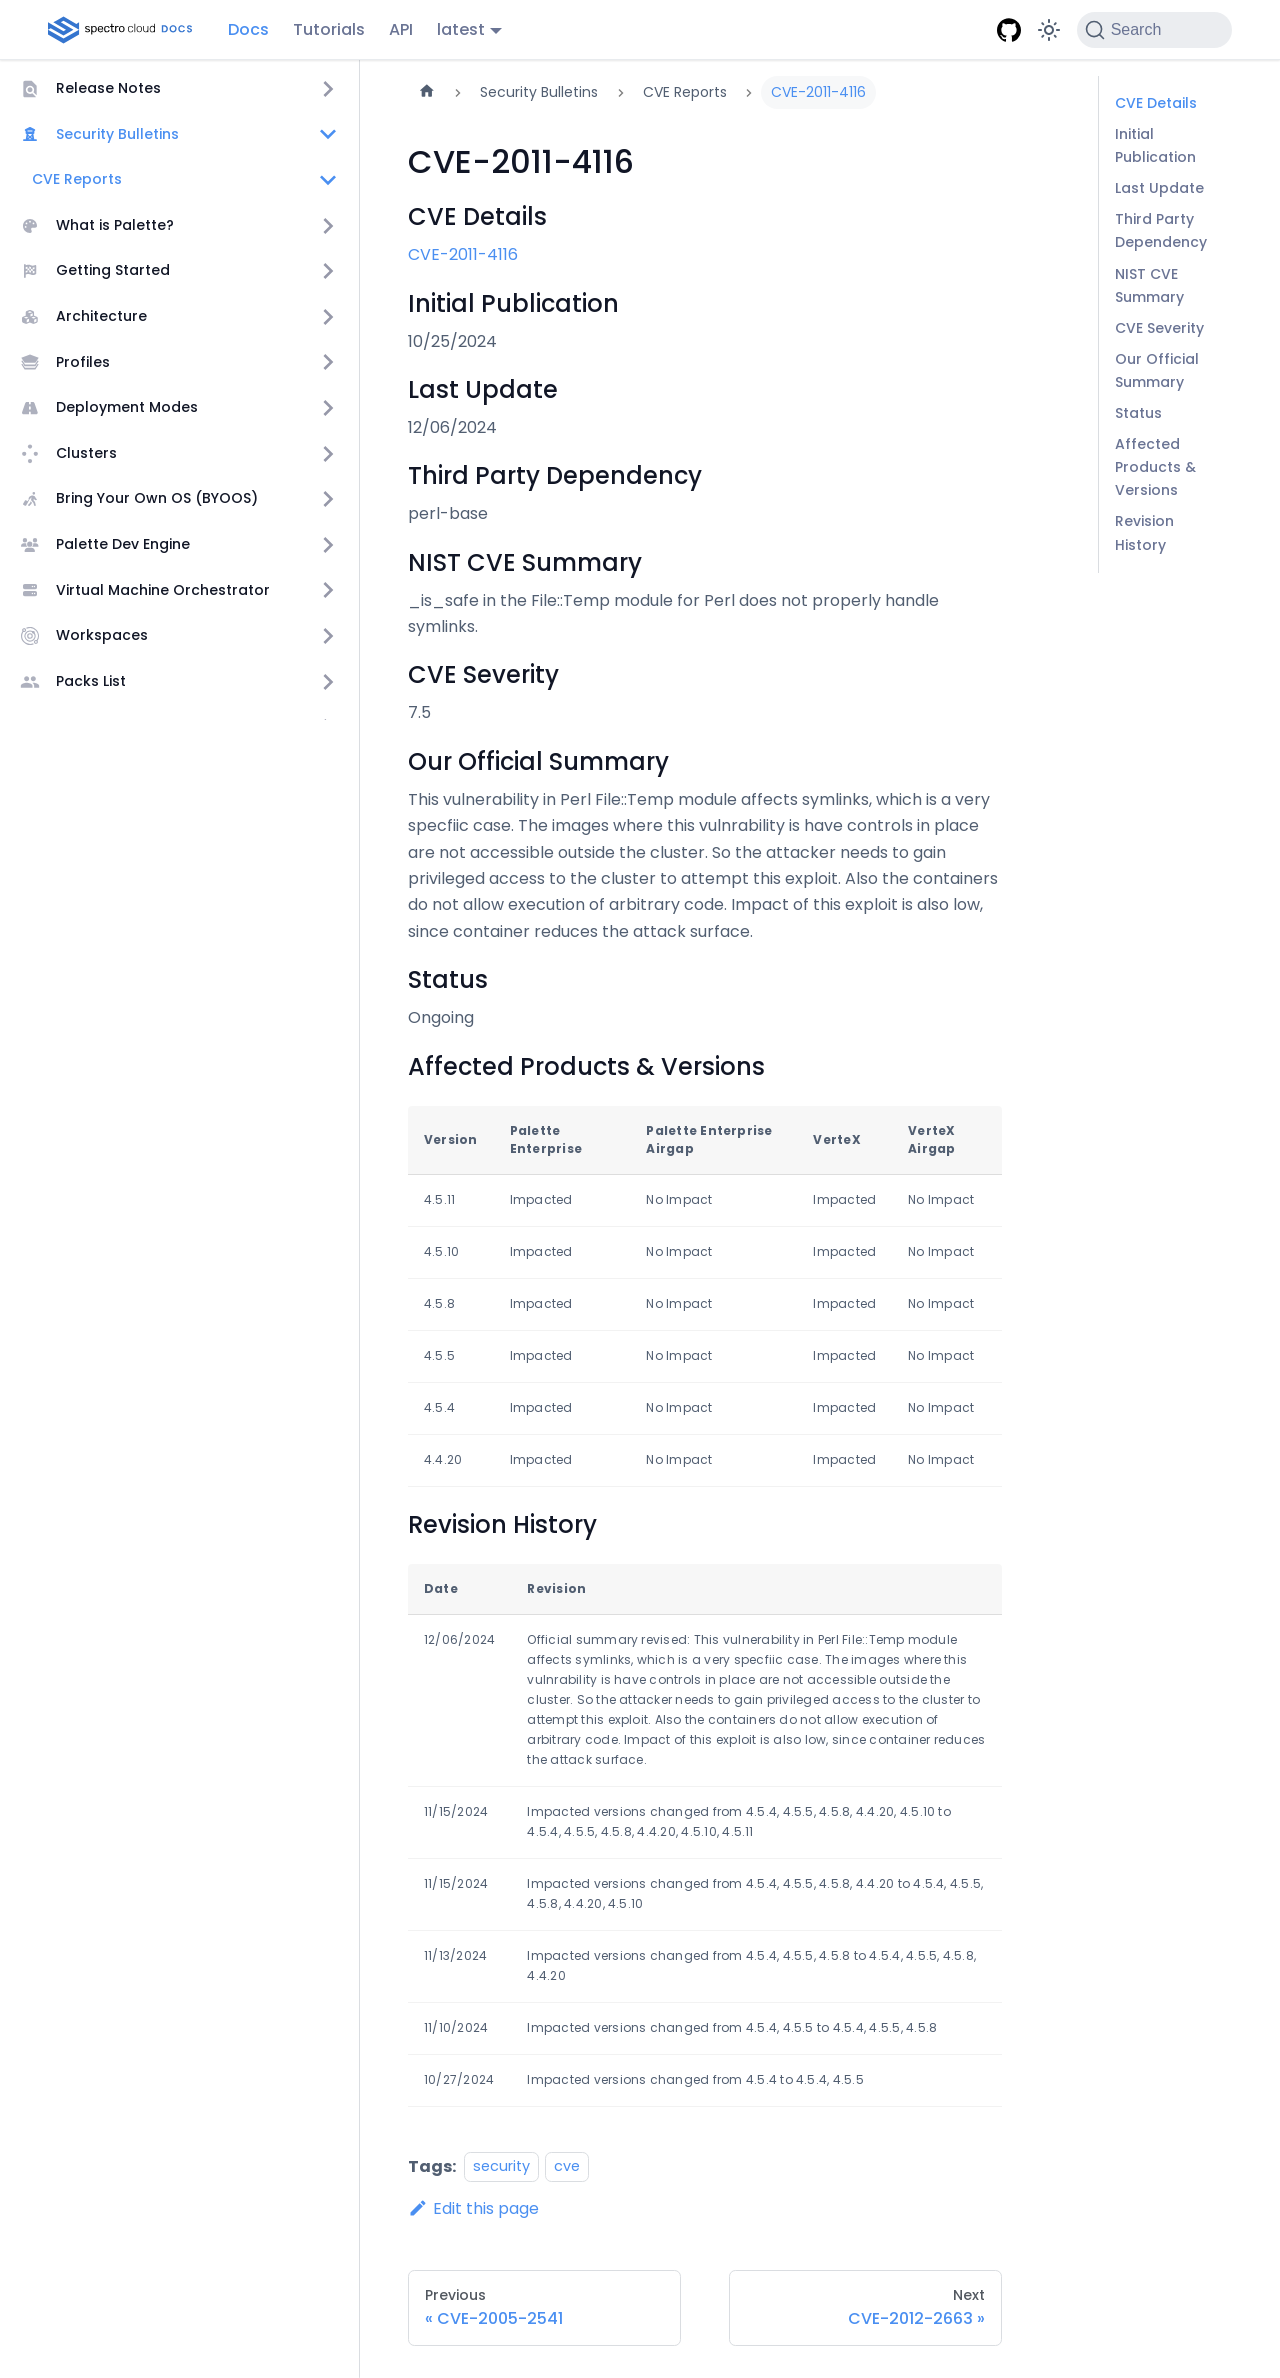 spectro cloud DOCS
Docs
Tutorials
API
latest
Search
Release Notes
Security Bulletins
CVE Reports
What is Palette?
Getting Started
Architecture
Profiles
Deployment Modes
Clusters
Bring Your Own OS (BYOOS)
Palette Dev Engine
Virtual Machine Orchestrator
Workspaces
Packs List
Security Bulletins
CVE Reports
CVE-2011-4116
CVE-2011-4116
CVE Details
CVE-2011-4116
Initial Publication
10/25/2024
Last Update
12/06/2024
Third Party Dependency
perl-base
NIST CVE Summary
_is_safe in the File::Temp module for Perl does not properly handle
symlinks.
CVE Severity
7.5
Our Official Summary
This vulnerability in Perl File::Temp module affects symlinks, which is a very
specfiic case. The images where this vulnrability is have controls in place
are not accessible outside the cluster. So the attacker needs to gain
privileged access to the cluster to attempt this exploit. Also the containers
do not allow execution of arbitrary code. Impact of this exploit is also low,
since container reduces the attack surface.
Status
Ongoing
Affected Products & Versions
Version Palette Enterprise Palette Enterprise Airgap VerteX VerteX Airgap
4.5.11 Impacted No Impact Impacted No Impact
4.5.10 Impacted No Impact Impacted No Impact
4.5.8 Impacted No Impact Impacted No Impact
4.5.5 Impacted No Impact Impacted No Impact
4.5.4 Impacted No Impact Impacted No Impact
4.4.20 Impacted No Impact Impacted No Impact
Revision History
Date Revision
12/06/2024 Official summary revised: This vulnerability in Perl File::Temp module
affects symlinks, which is a very specfiic case. The images where this
vulnrability is have controls in place are not accessible outside the
cluster. So the attacker needs to gain privileged access to the cluster to
attempt this exploit. Also the containers do not allow execution of
arbitrary code. Impact of this exploit is also low, since container reduces
the attack surface.
11/15/2024 Impacted versions changed from 4.5.4, 4.5.5, 4.5.8, 4.4.20, 4.5.10 to
4.5.4, 4.5.5, 4.5.8, 4.4.20, 4.5.10, 4.5.11
11/15/2024 Impacted versions changed from 4.5.4, 4.5.5, 4.5.8, 4.4.20 to 4.5.4, 4.5.5,
4.5.8, 4.4.20, 4.5.10
11/13/2024 Impacted versions changed from 4.5.4, 4.5.5, 4.5.8 to 4.5.4, 4.5.5, 4.5.8,
4.4.20
11/10/2024 Impacted versions changed from 4.5.4, 4.5.5 to 4.5.4, 4.5.5, 4.5.8
10/27/2024 Impacted versions changed from 4.5.4 to 4.5.4, 4.5.5
Tags: security cve
Edit this page
Previous
« CVE-2005-2541
Next
CVE-2012-2663 »
CVE Details
Initial
Publication
Last Update
Third Party
Dependency
NIST CVE
Summary
CVE Severity
Our Official
Summary
Status
Affected
Products &
Versions
Revision
History